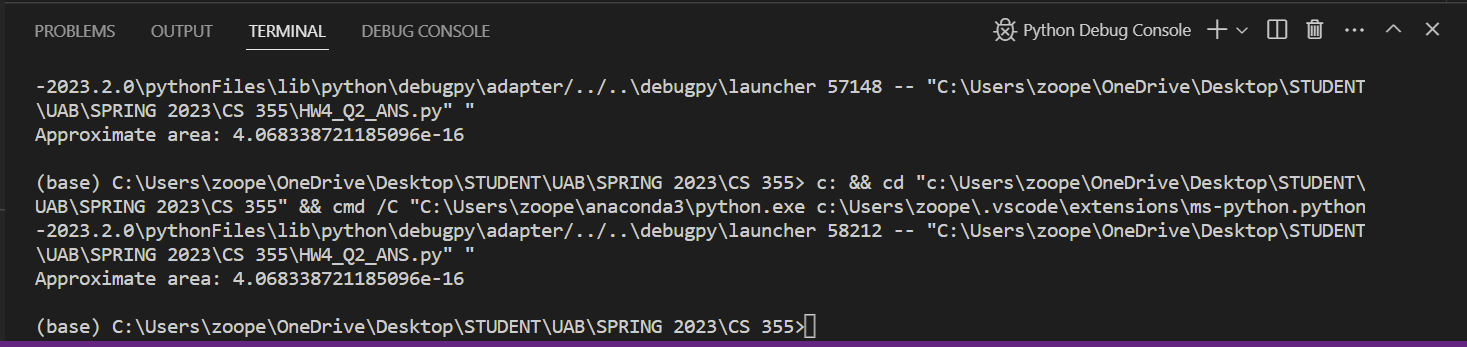 PROBLEMS OUTPUT TERMINAL DEBUG CONSOLE Python Debug Console
-2023.2.0\pythonFiles\lib\python\debugpy\adapter/../..\debugpy\launcher 57148 -- "C:\Users\zoope\OneDrive\Desktop\STUDENT
\UAB\SPRING 2023\CS 355\HW4_Q2_ANS.py" "
Approximate area: 4.068338721185096e-16
(base) C:\Users\zoope\OneDrive\Desktop\STUDENT\UAB\SPRING 2023\CS 355> c: && cd "c:\Users\zoope\OneDrive\Desktop\STUDENT\
UAB\SPRING 2023\CS 355" && cmd /C "C:\Users\zoope\anaconda3\python.exe c:\Users\zoope\.vscode\extensions\ms-python.python
-2023.2.0\pythonFiles\lib\python\debugpy\adapter/../..\debugpy\launcher 58212 -- "C:\Users\zoope\OneDrive\Desktop\STUDENT
\UAB\SPRING 2023\CS 355\HW4_Q2_ANS.py" "
Approximate area: 4.068338721185096e-16
(base) C:\Users\zoope\OneDrive\Desktop\STUDENT\UAB\SPRING 2023\CS 355>